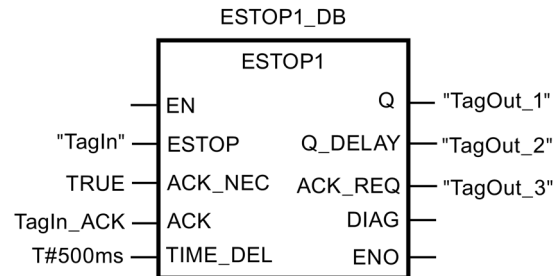 ESTOP1_DB
ESTOP1
EN Q "TagOut_1"
"TagIn" ESTOP Q_DELAY "TagOut_2"
TRUE ACK_NEC ACK_REQ "TagOut_3"
TagIn_ACK ACK DIAG
T#500ms TIME_DEL ENO